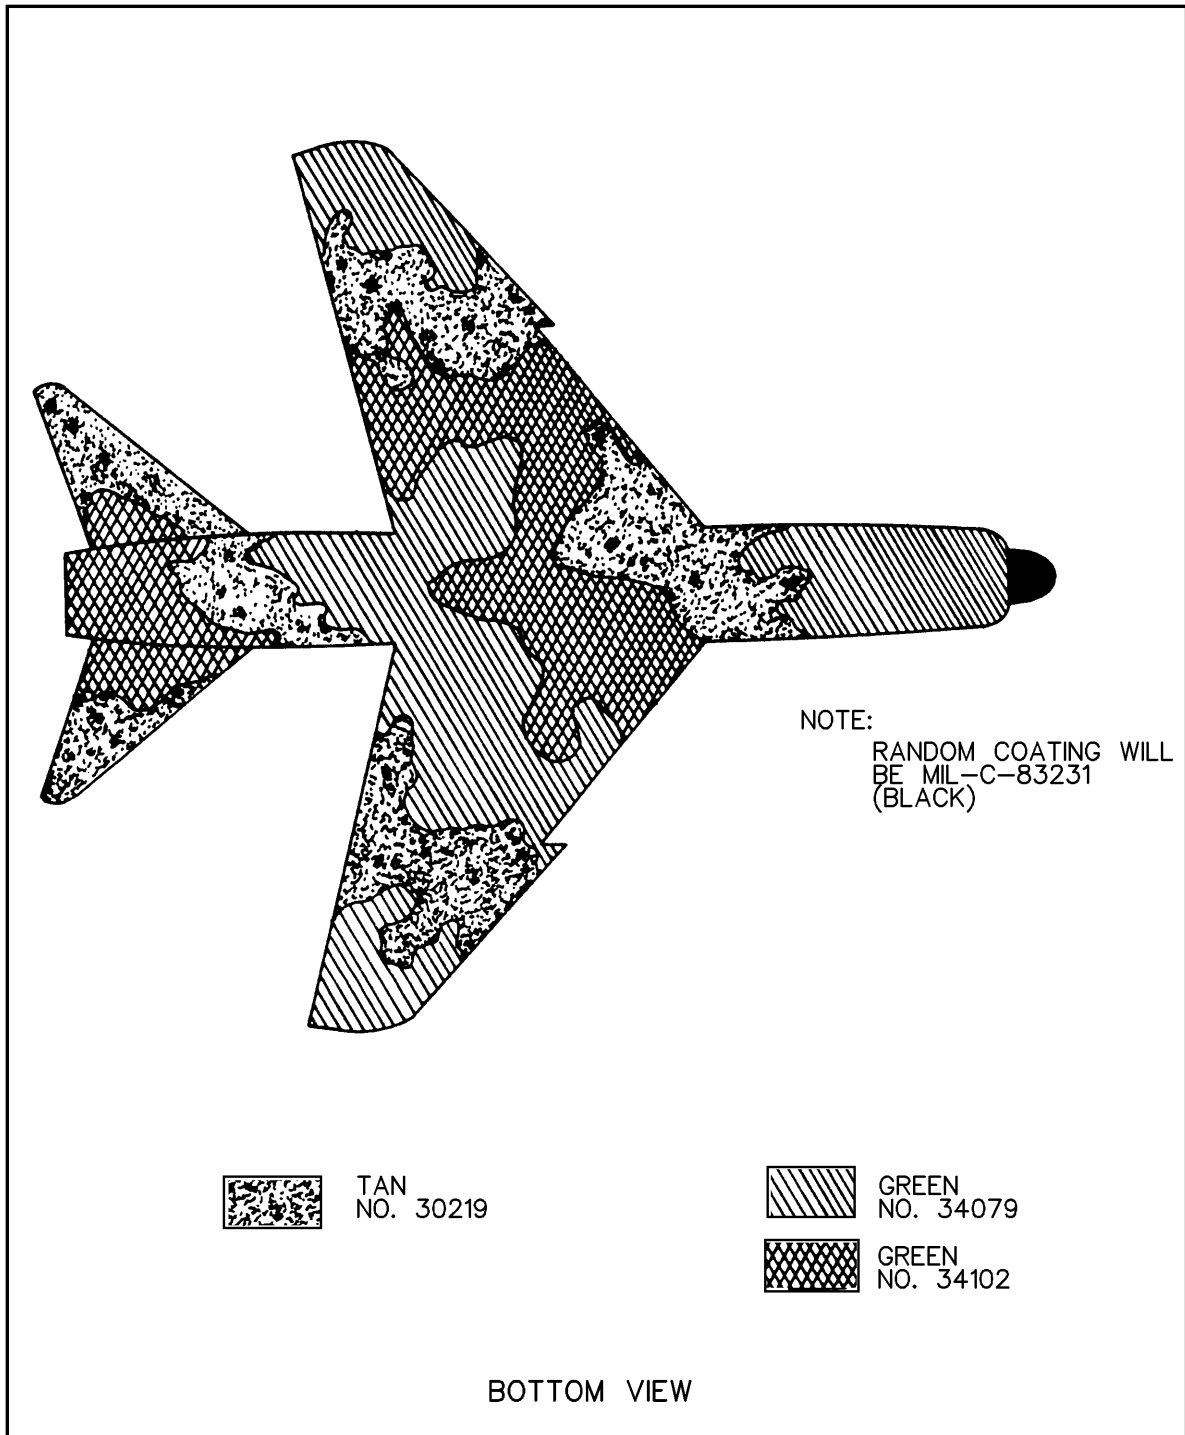 NOTE:
RANDOM COATING WILL
BE MIL-C-83231
(BLACK)
TAN
NO. 30219
GREEN
NO. 34079
GREEN
NO. 34102
BOTTOM VIEW